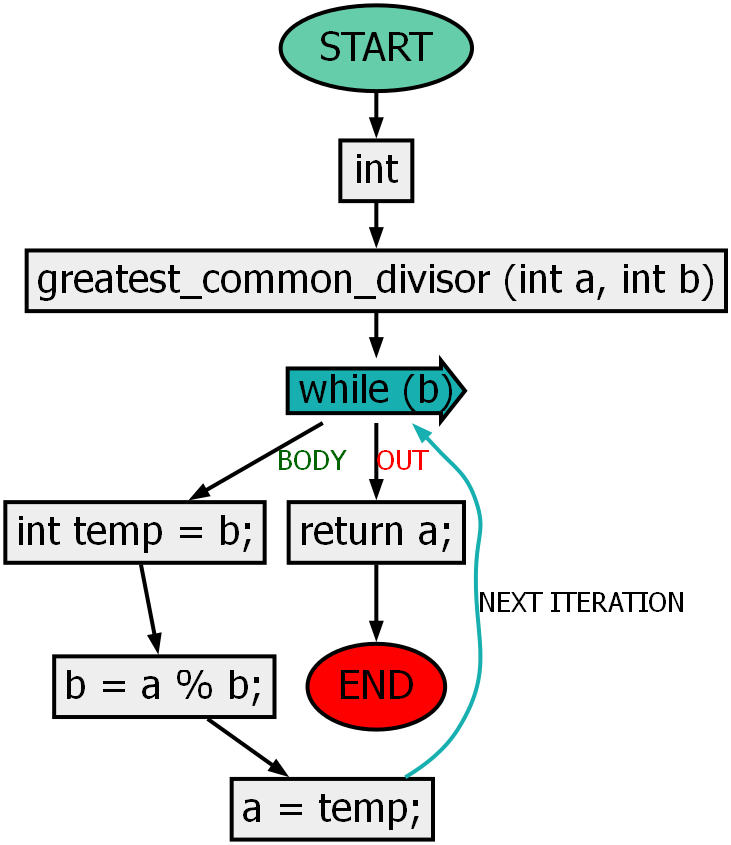 START
int
greatest_common_divisor (int a, int b)
while (b)
BODY
OUT
int temp = b;
return a;
NEXT ITERATION
b = a % b;
END
a = temp;